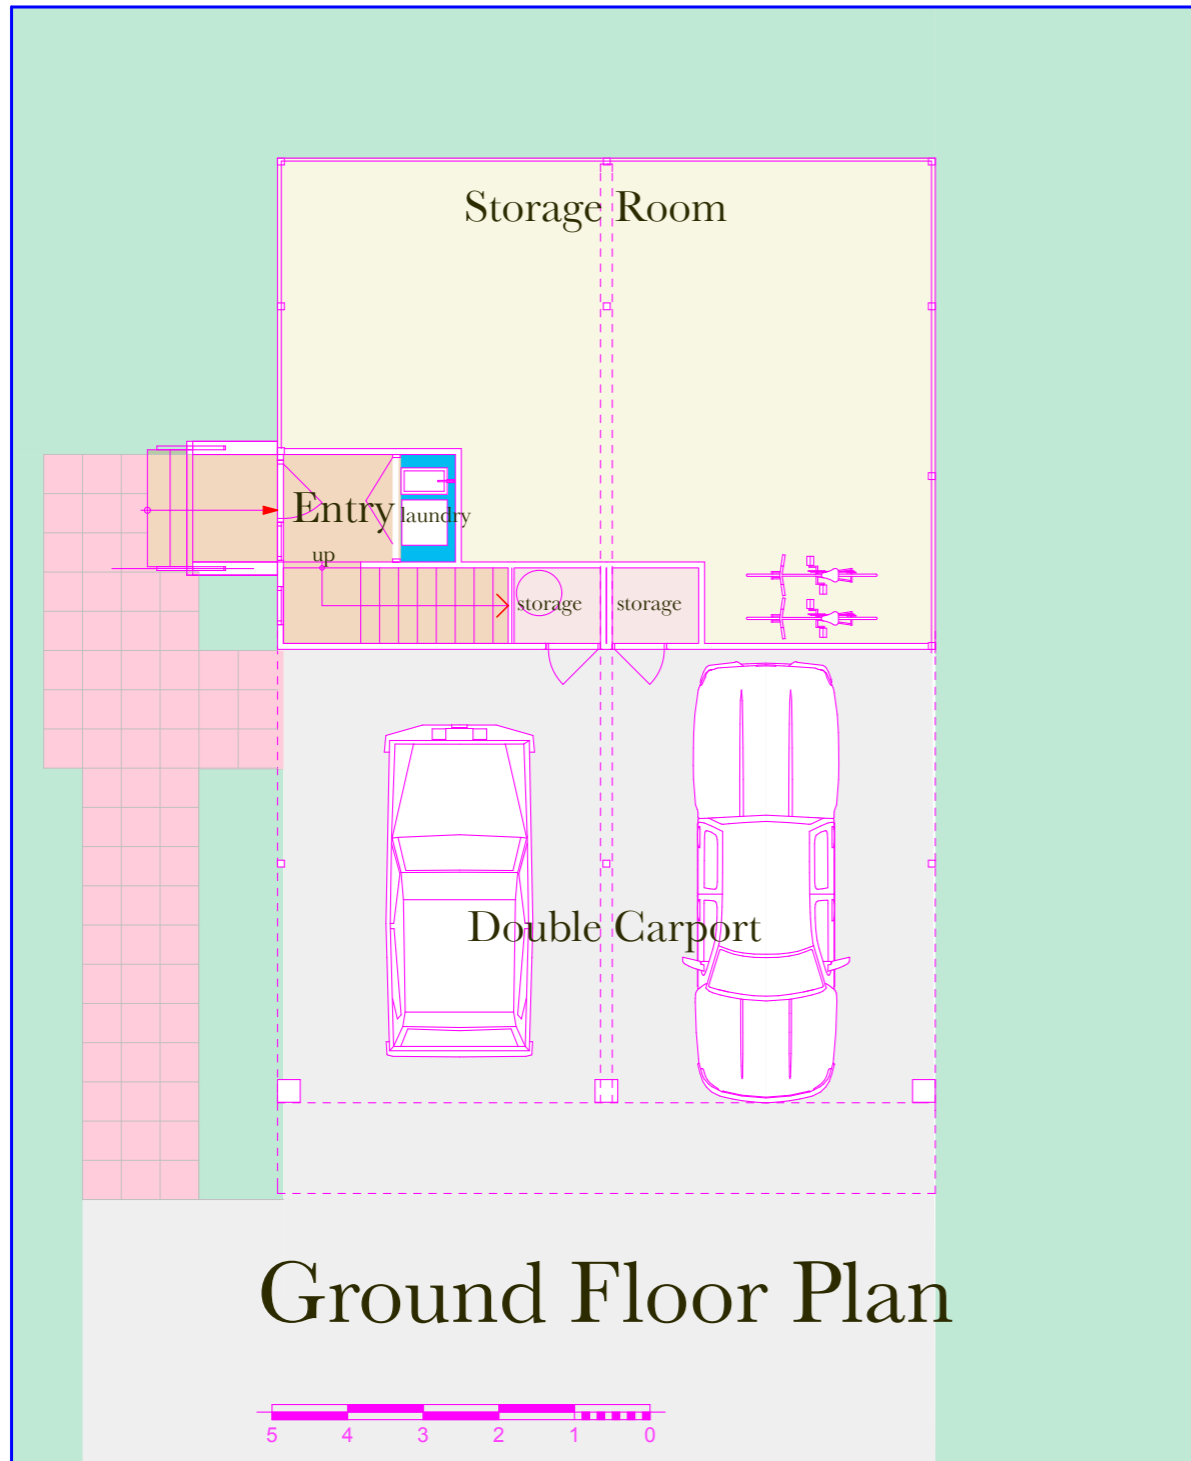 Storage Room
Entry
laundry
up
storage
storage
Double Carport
Ground Floor Plan
5 4 3 2 1 0